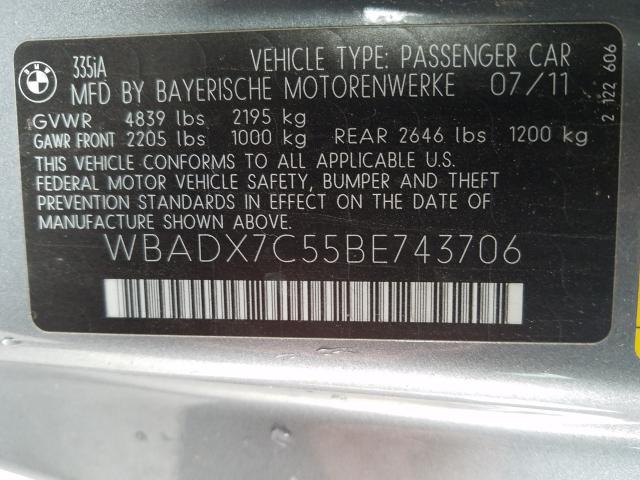 BMW
335iA
VEHICLE TYPE: PASSENGER CAR
MFD BY BAYERISCHE MOTORENWERKE 07/11
GVWR 4839 lbs 2195 kg
GAWR FRONT 2205 lbs 1000 kg REAR 2646 lbs 1200 kg
THIS VEHICLE CONFORMS TO ALL APPLICABLE U.S.
FEDERAL MOTOR VEHICLE SAFETY, BUMPER AND THEFT
PREVENTION STANDARDS IN EFFECT ON THE DATE OF
MANUFACTURE SHOWN ABOVE.
WBADX7C55BE743706
2 122 606